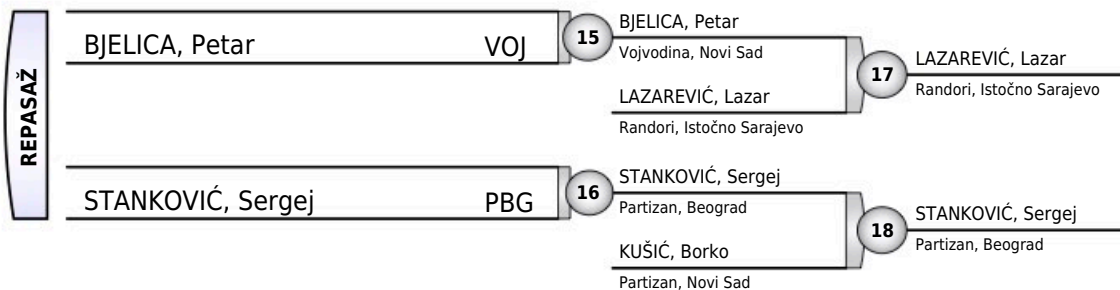 REPASAŽ
BJELICA, Petar VOJ
15
BJELICA, Petar
Vojvodina, Novi Sad
LAZAREVIĆ, Lazar
Randori, Istočno Sarajevo
17
LAZAREVIĆ, Lazar
Randori, Istočno Sarajevo
STANKOVIĆ, Sergej PBG
16
STANKOVIĆ, Sergej
Partizan, Beograd
KUŠIĆ, Borko
Partizan, Novi Sad
18
STANKOVIĆ, Sergej
Partizan, Beograd